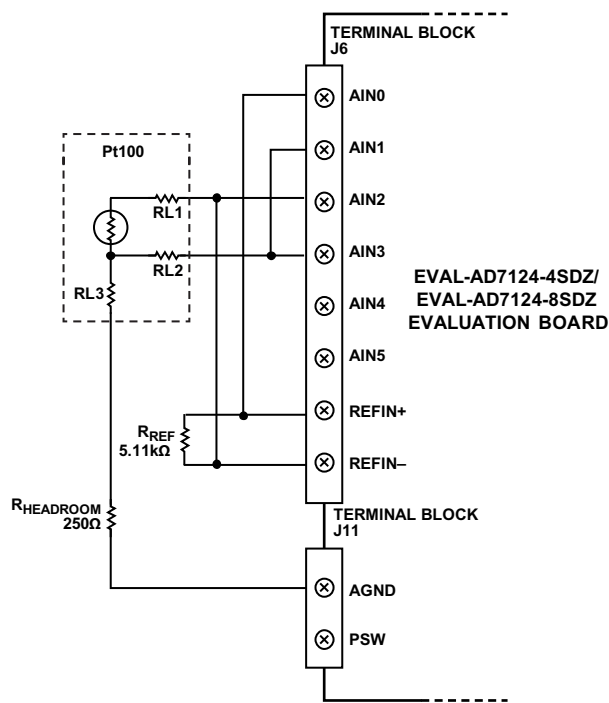 TERMINAL BLOCK
J6
AIN0
Pt100
AIN1
RL1
AIN2
RL2
AIN3
RL3
EVAL-AD7124-4SDZ/
EVAL-AD7124-8SDZ
EVALUATION BOARD
AIN4
AIN5
REFIN+
RREF
5.11kΩ
REFIN–
RHEADROOM
250Ω
TERMINAL BLOCK
J11
AGND
PSW